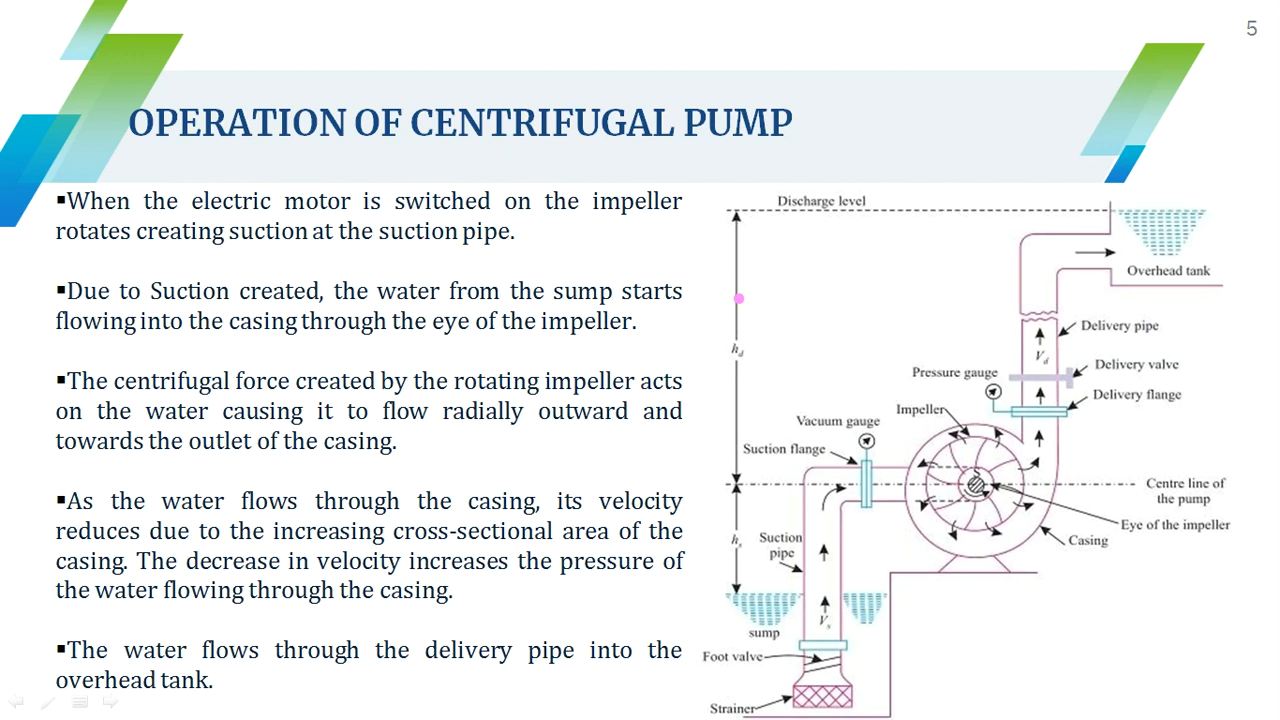 5
OPERATION OF CENTRIFUGAL PUMP
▪When the electric motor is switched on the impeller
rotates creating suction at the suction pipe.
▪Due to Suction created, the water from the sump starts
flowing into the casing through the eye of the impeller.
▪The centrifugal force created by the rotating impeller acts
on the water causing it to flow radially outward and
towards the outlet of the casing.
▪As the water flows through the casing, its velocity
reduces due to the increasing cross-sectional area of the
casing. The decrease in velocity increases the pressure of
the water flowing through the casing.
▪The water flows through the delivery pipe into the
overhead tank.
Discharge level
Overhead tank
Delivery pipe
hd
Vd
Delivery valve
Pressure gauge
Delivery flange
Impeller
Vacuum gauge
Suction flange
Centre line of
the pump
Eye of the impeller
Casing
hs
Suction
pipe
Vs
sump
Foot valve
Strainer